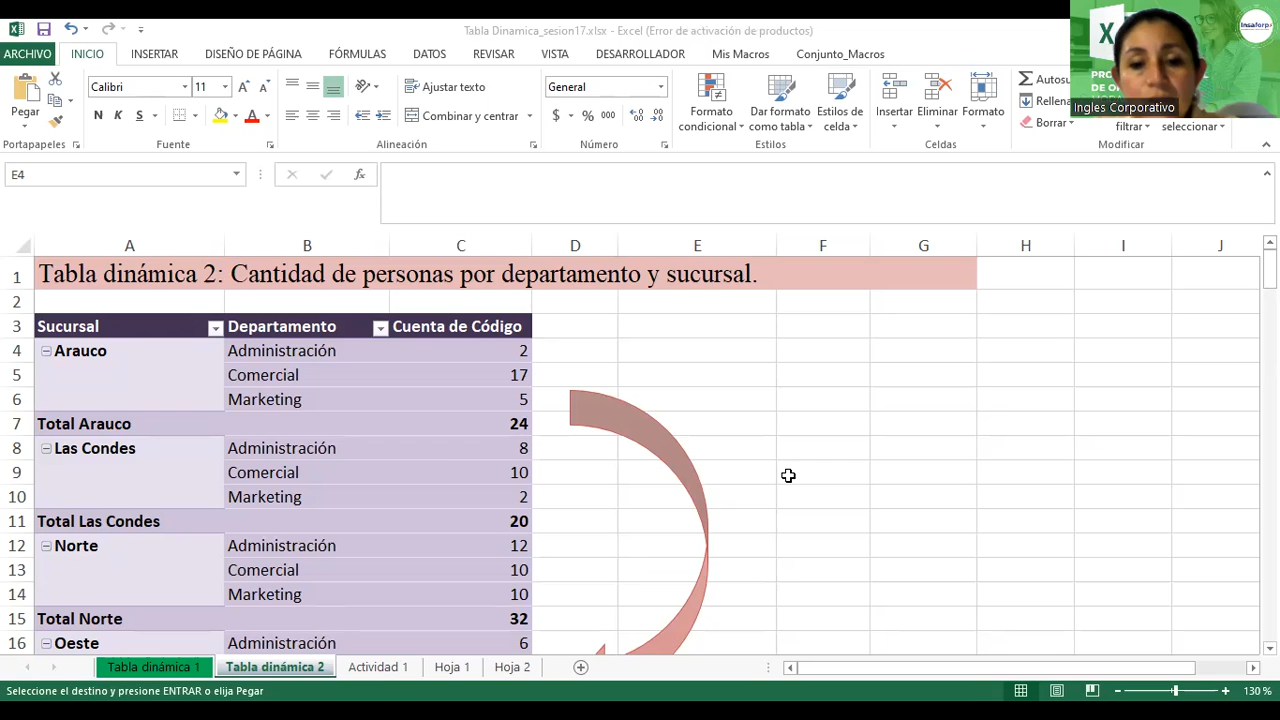 Tabla Dinamica_sesion17.xlsx - Excel (Error de activación de productos)
ARCHIVO INICIO INSERTAR DISEÑO DE PÁGINA FÓRMULAS DATOS REVISAR VISTA DESARROLLADOR Mis Macros Conjunto_Macros
Insaforp
Ingles Corporativo
Pegar
Calibri 11
N K S A
Ajustar texto
Combinar y centrar
General
$ % 000
Formato condicional
Dar formato como tabla
Estilos de celda
Insertar Eliminar Formato
Autosu
Rellena
Borrar
filtrar
seleccionar
Portapapeles Fuente Alineación Número Estilos Celdas Modificar
E4
fx
A B C D E F G H I J
1 Tabla dinámica 2: Cantidad de personas por departamento y sucursal.
2
3 Sucursal Departamento Cuenta de Código
4 Arauco Administración 2
5 Comercial 17
6 Marketing 5
7 Total Arauco 24
8 Las Condes Administración 8
9 Comercial 10
10 Marketing 2
11 Total Las Condes 20
12 Norte Administración 12
13 Comercial 10
14 Marketing 10
15 Total Norte 32
16 Oeste Administración 6
Tabla dinámica 1 Tabla dinámica 2 Actividad 1 Hoja 1 Hoja 2
Seleccione el destino y presione ENTRAR o elija Pegar
130 %